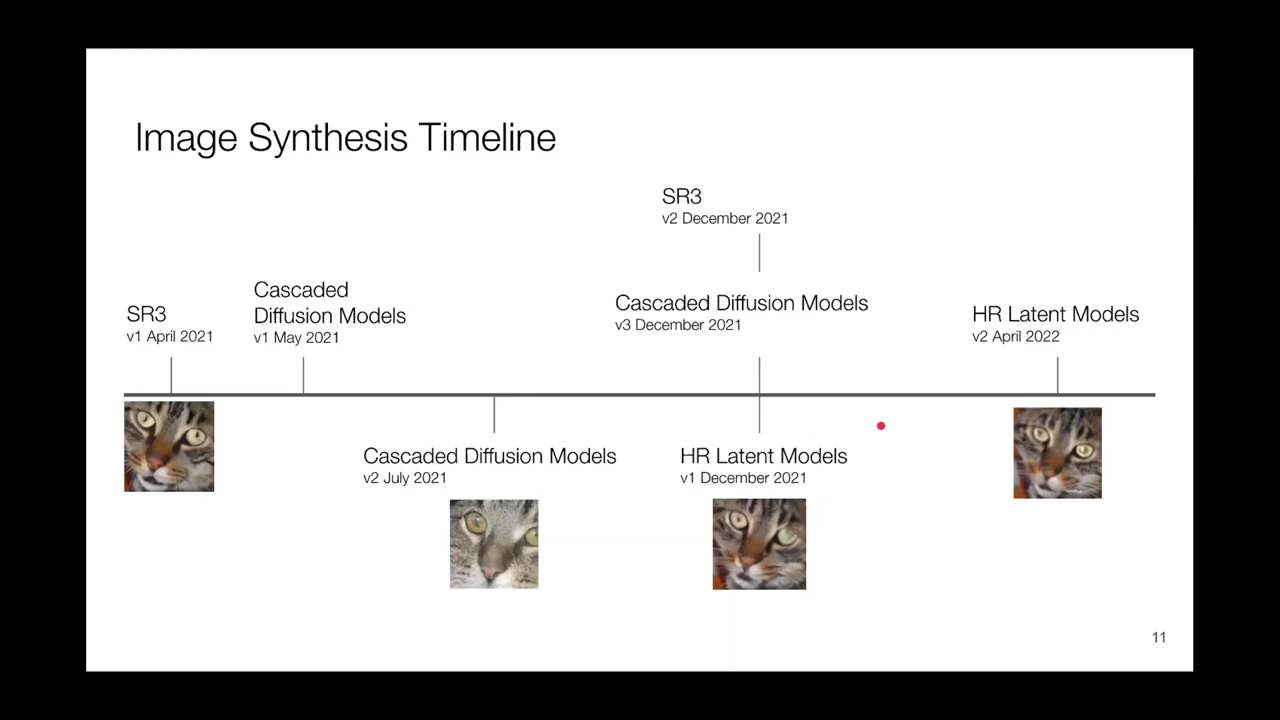 Image Synthesis Timeline
SR3
v2 December 2021
SR3
v1 April 2021
Cascaded
Diffusion Models
v1 May 2021
Cascaded Diffusion Models
v3 December 2021
HR Latent Models
v2 April 2022
Cascaded Diffusion Models
v2 July 2021
HR Latent Models
v1 December 2021
11